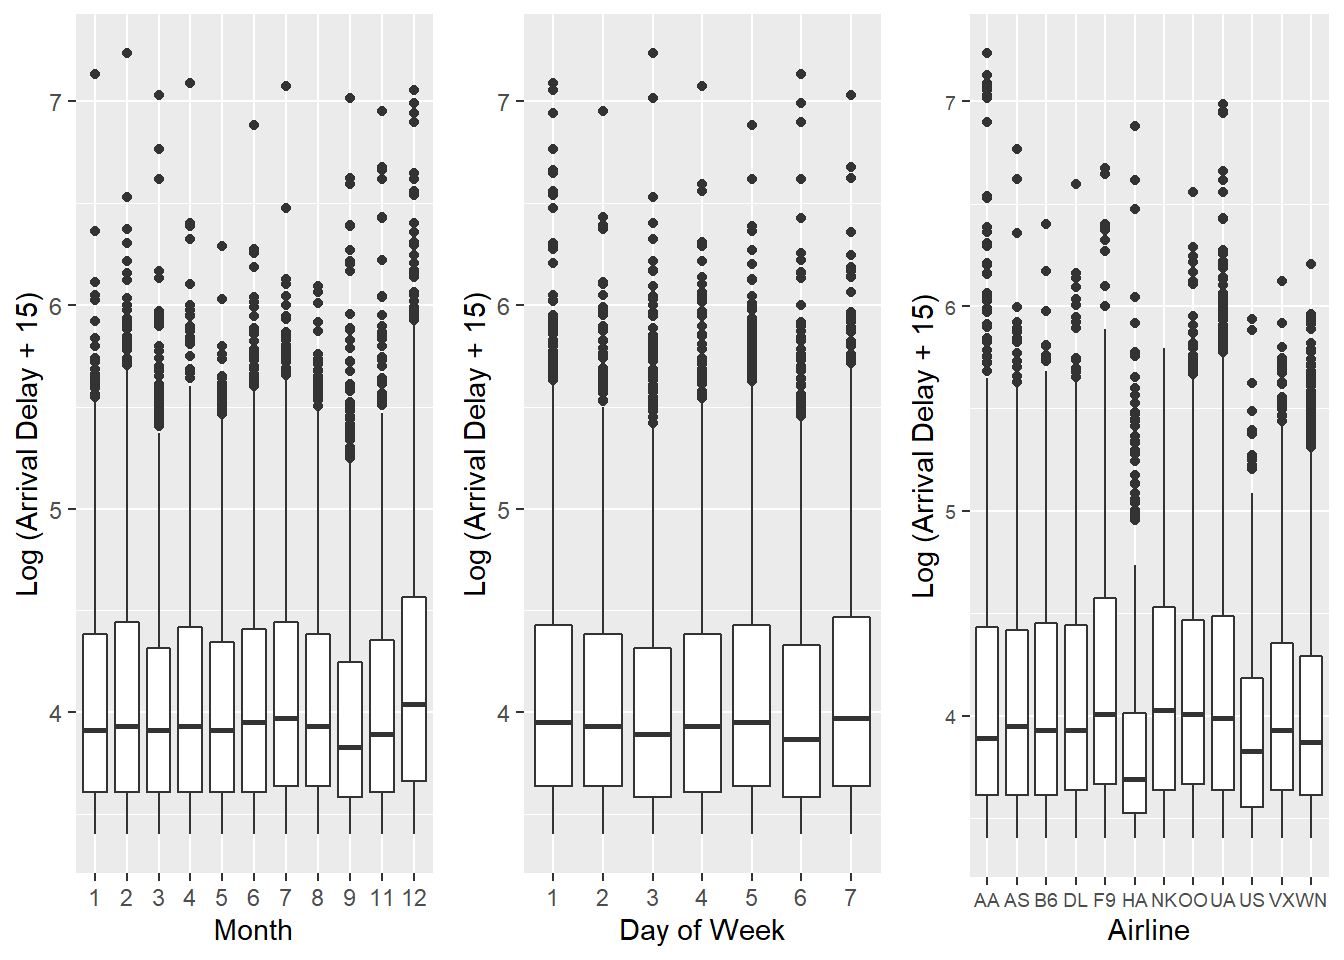 Log (Arrival Delay + 15)
7
6
5
4
1 2 3 4 5 6 7 8 9 11 12
Month
Log (Arrival Delay + 15)
7
6
5
4
1 2 3 4 5 6 7
Day of Week
Log (Arrival Delay + 15)
7
6
5
4
AA AS B6 DL F9 HA NK OO UA US VX WN
Airline